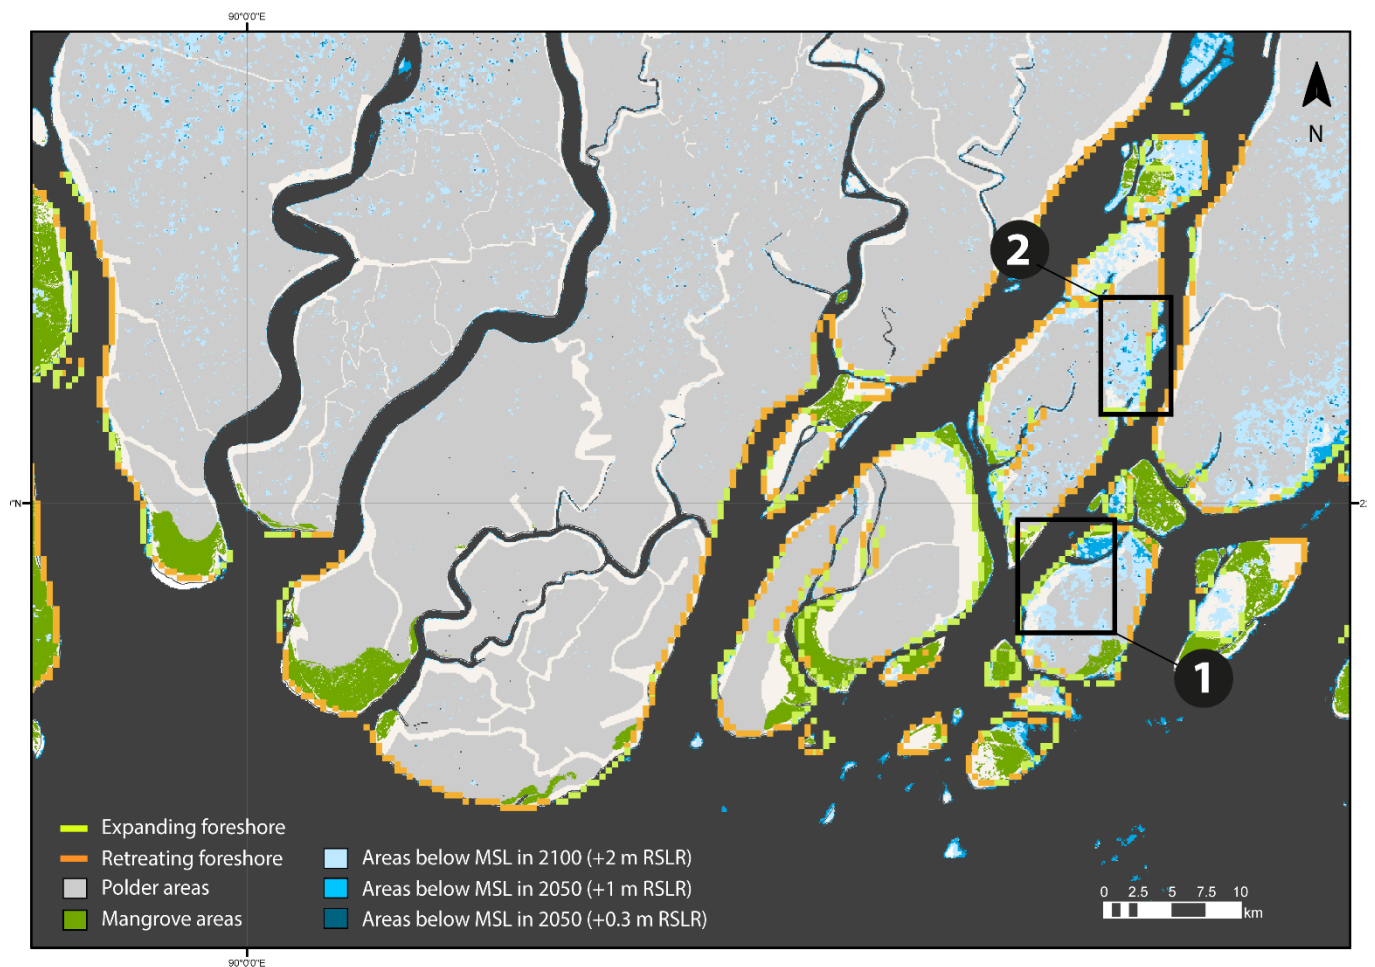 90°0'0"E
N
2
°N
2:
1
Expanding foreshore
Retreating foreshore
Polder areas
Mangrove areas
Areas below MSL in 2100 (+2 m RSLR)
Areas below MSL in 2050 (+1 m RSLR)
Areas below MSL in 2050 (+0.3 m RSLR)
0 2.5 5 7.5 10
km
90°0'0"E